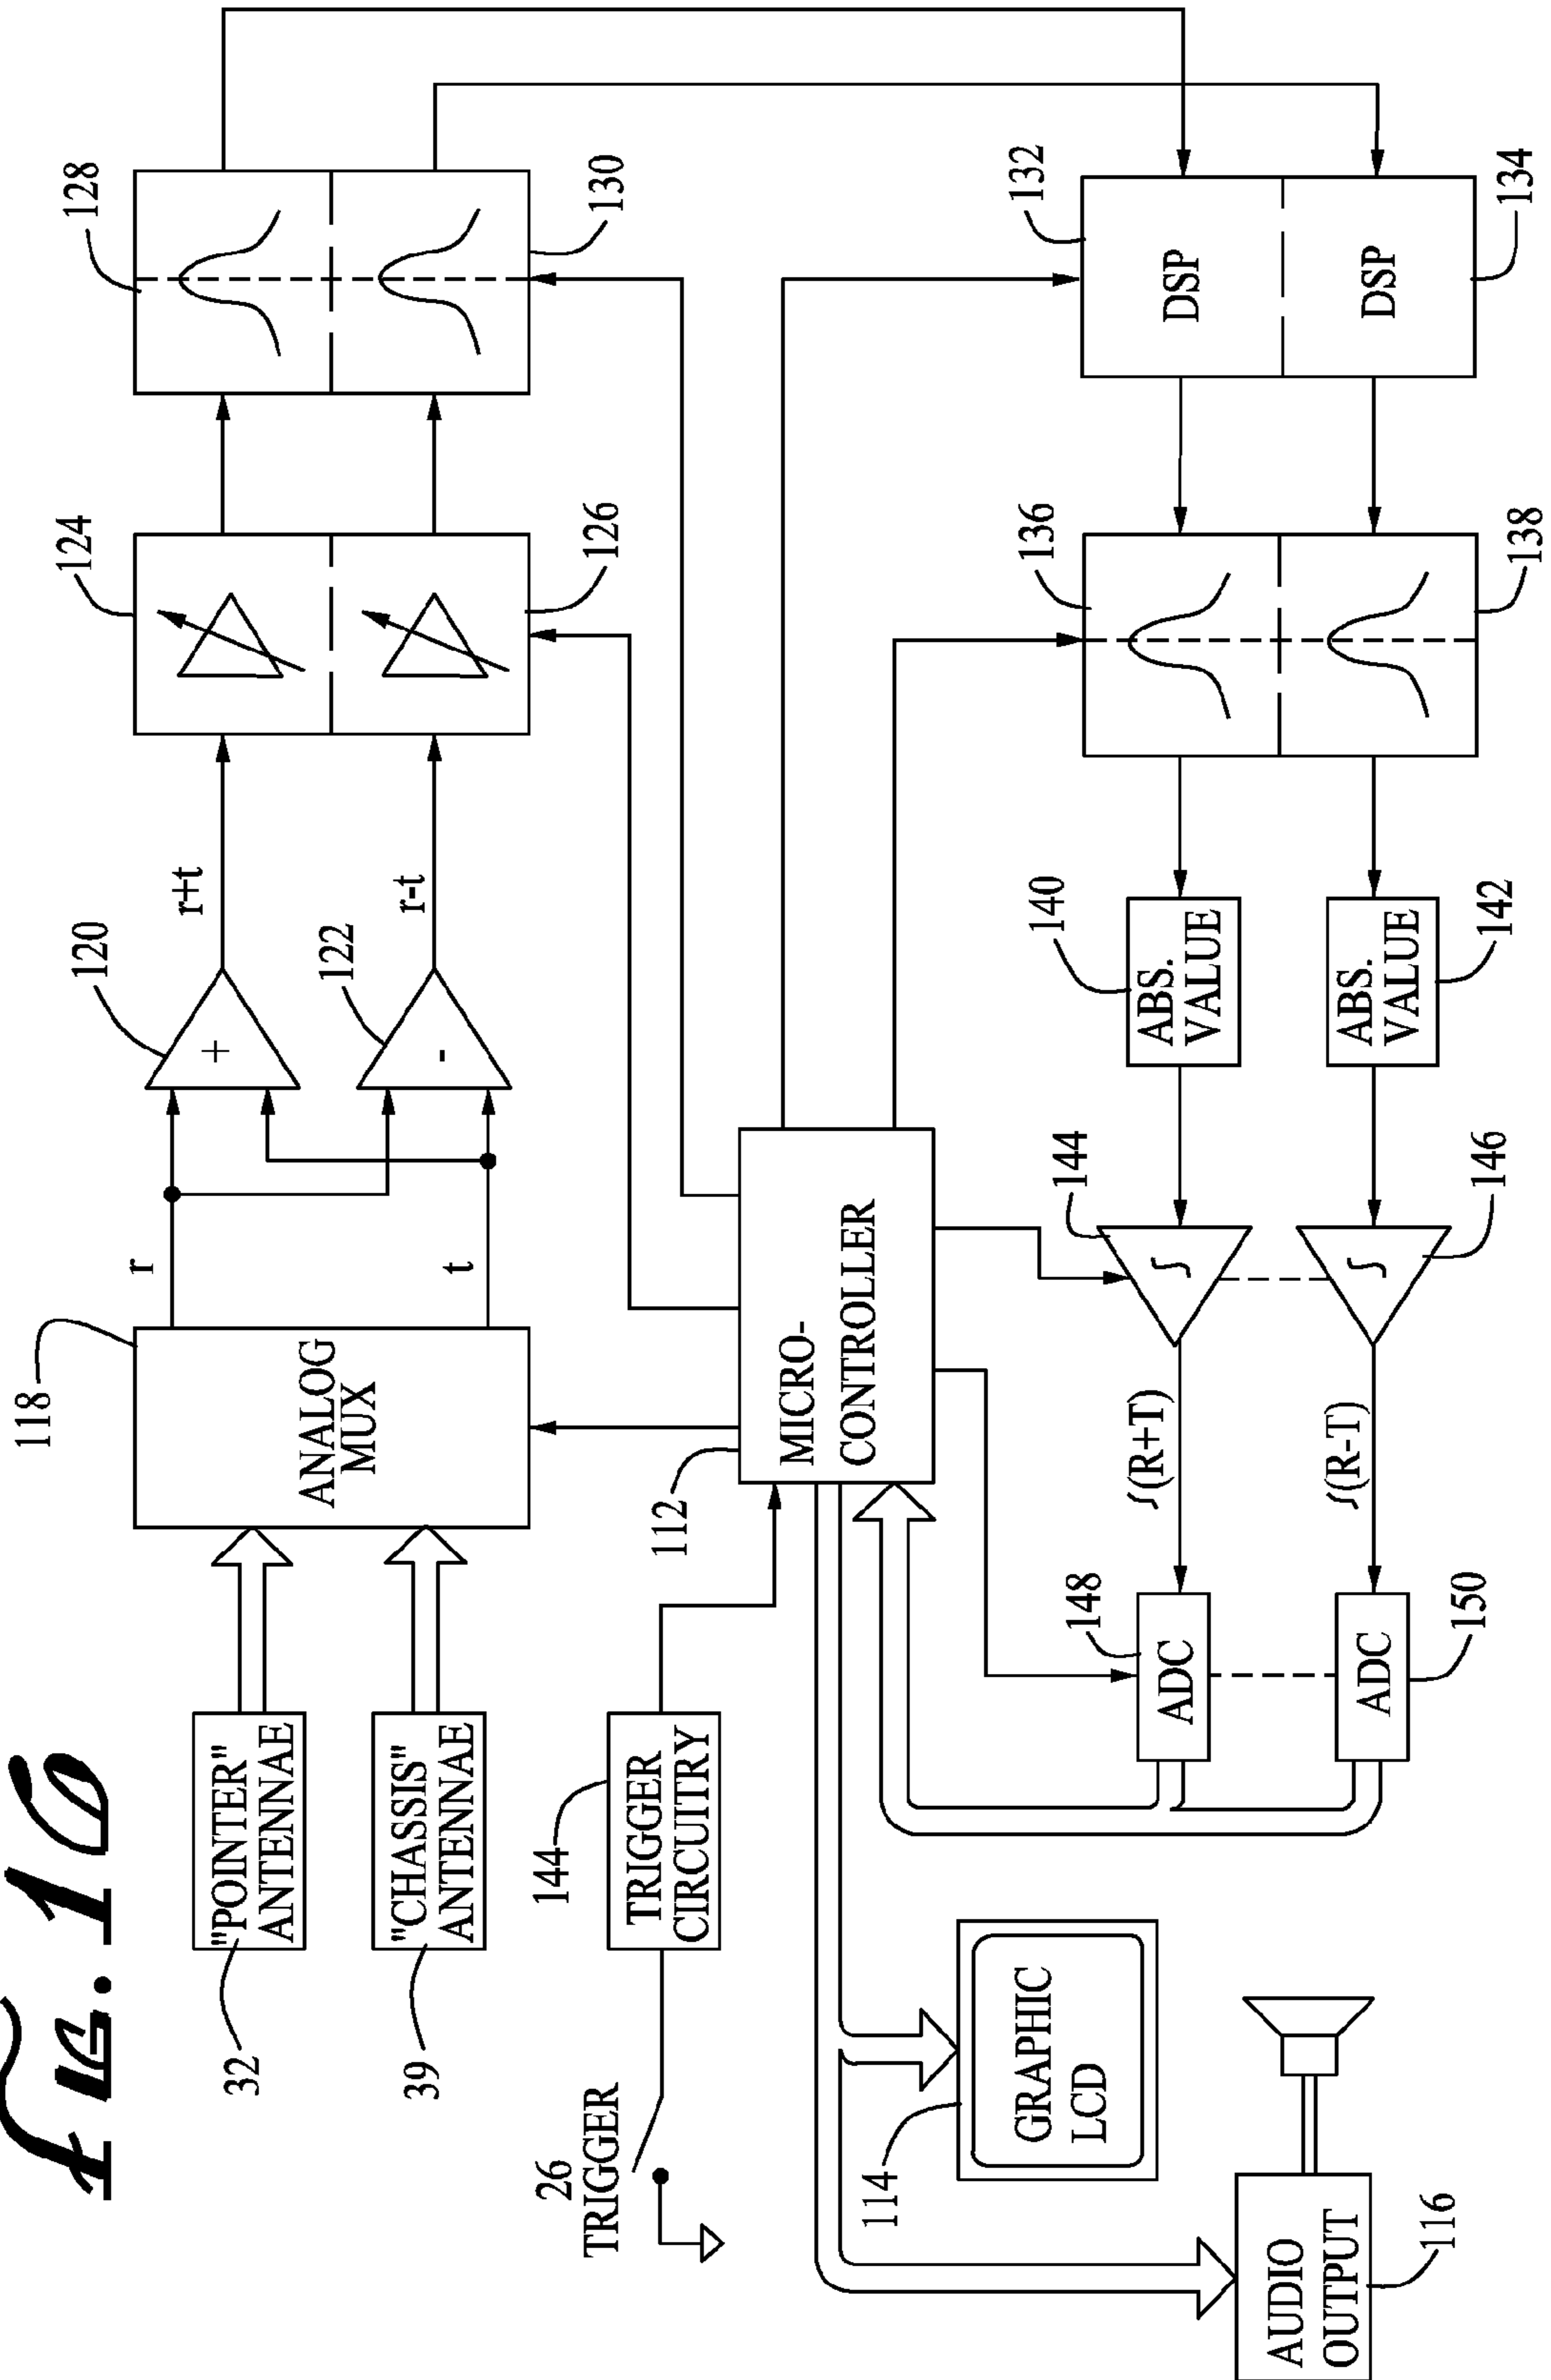 Fig. 16
32
"POINTER"
ANTENNAE
39
"CHASSIS"
ANTENNAE
118
ANALOG
MUX
r
t
120
+
122
-
r+t
r-t
124
126
128
130
26
TRIGGER
144
TRIGGER
CIRCUITRY
112
MICRO-
CONTROLLER
114
GRAPHIC
LCD
116
AUDIO
OUTPUT
148
ADC
150
ADC
∫(R+T)
∫(R-T)
144
∫
146
∫
140
ABS.
VALUE
142
ABS.
VALUE
136
138
132
DSP
134
DSP